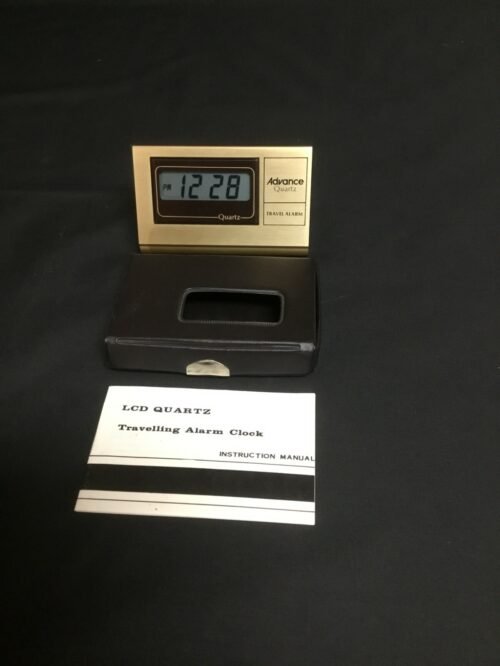 PM 12 28
Quartz
Advance
Quartz
TRAVEL ALARM
LCD QUARTZ
Travelling Alarm Clock
INSTRUCTION MANUAL